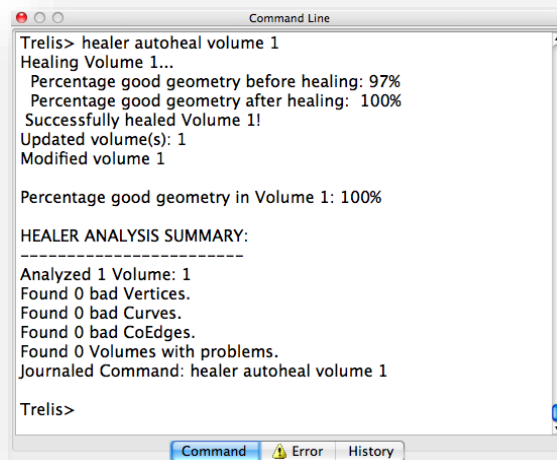 Command Line
Trelis> healer autoheal volume 1
Healing Volume 1...
Percentage good geometry before healing: 97%
Percentage good geometry after healing: 100%
Successfully healed Volume 1!
Updated volume(s): 1
Modified volume 1
Percentage good geometry in Volume 1: 100%
HEALER ANALYSIS SUMMARY:
------------------------
Analyzed 1 Volume: 1
Found 0 bad Vertices.
Found 0 bad Curves.
Found 0 bad CoEdges.
Found 0 Volumes with problems.
Journaled Command: healer autoheal volume 1
Trelis>
Command Error History